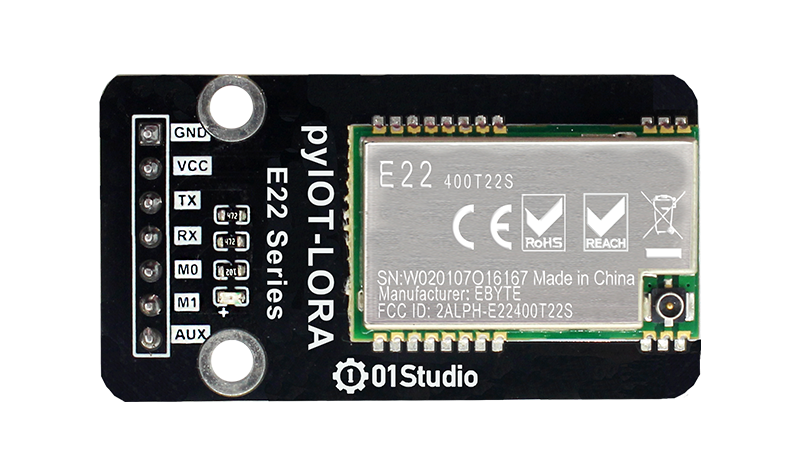 GND
VCC
TX
RX
M0
M1
AUX
472
472
201
+
pyIOT-LORA
E22 Series
E22 400T22S
CE
RoHS
REACH
SN:W020107O16167 Made in China
Manufacturer: EBYTE
FCC ID: 2ALPH-E22400T22S
01Studio